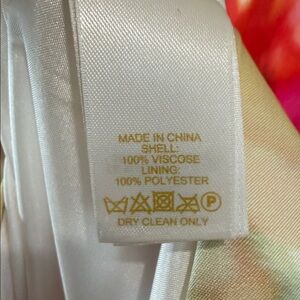 MADE IN CHINA
SHELL:
100% VISCOSE
LINING:
100% POLYESTER
P
DRY CLEAN ONLY